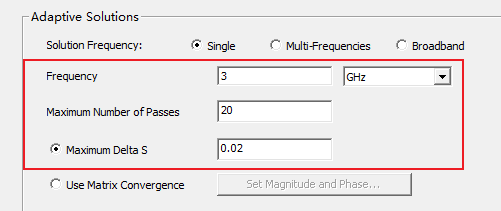 Adaptive Solutions
Solution Frequency: Single Multi-Frequencies Broadband
Frequency 3 GHz
Maximum Number of Passes 20
Maximum Delta S 0.02
Use Matrix Convergence Set Magnitude and Phase...